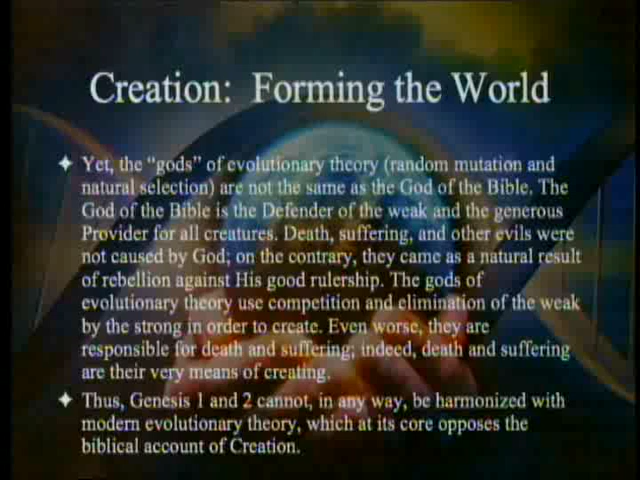 Creation: Forming the World
✦ Yet, the “gods” of evolutionary theory (random mutation and
natural selection) are not the same as the God of the Bible. The
God of the Bible is the Defender of the weak and the generous
Provider for all creatures. Death, suffering, and other evils were
not caused by God; on the contrary, they came as a natural result
of rebellion against His good rulership. The gods of
evolutionary theory use competition and elimination of the weak
by the strong in order to create. Even worse, they are
responsible for death and suffering; indeed, death and suffering
are their very means of creating.
✦ Thus, Genesis 1 and 2 cannot, in any way, be harmonized with
modern evolutionary theory, which at its core opposes the
biblical account of Creation.